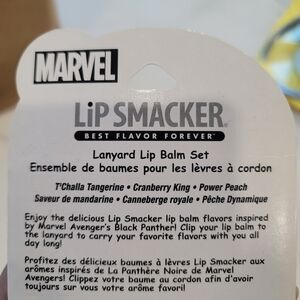 MARVEL
LiP SMACKER®
BEST FLAVOR FOREVER™
Lanyard Lip Balm Set
Ensemble de baumes pour les lèvres à cordon
T'Challa Tangerine • Cranberry King • Power Peach
Saveur de mandarine • Canneberge royale • Pêche Dynamique
Enjoy the delicious Lip Smacker lip balm flavors inspired
by Marvel Avenger's Black Panther! Clip your lip balm to
the lanyard to carry your favorite flavors with you all
day long!
Profitez des délicieux baumes à lèvres Lip Smacker aux
arômes inspirés de La Panthère Noire de Marvel
Avengers! Clippez votre baume au cordon afin d'avoir
toujours sur vous votre arôme favori!